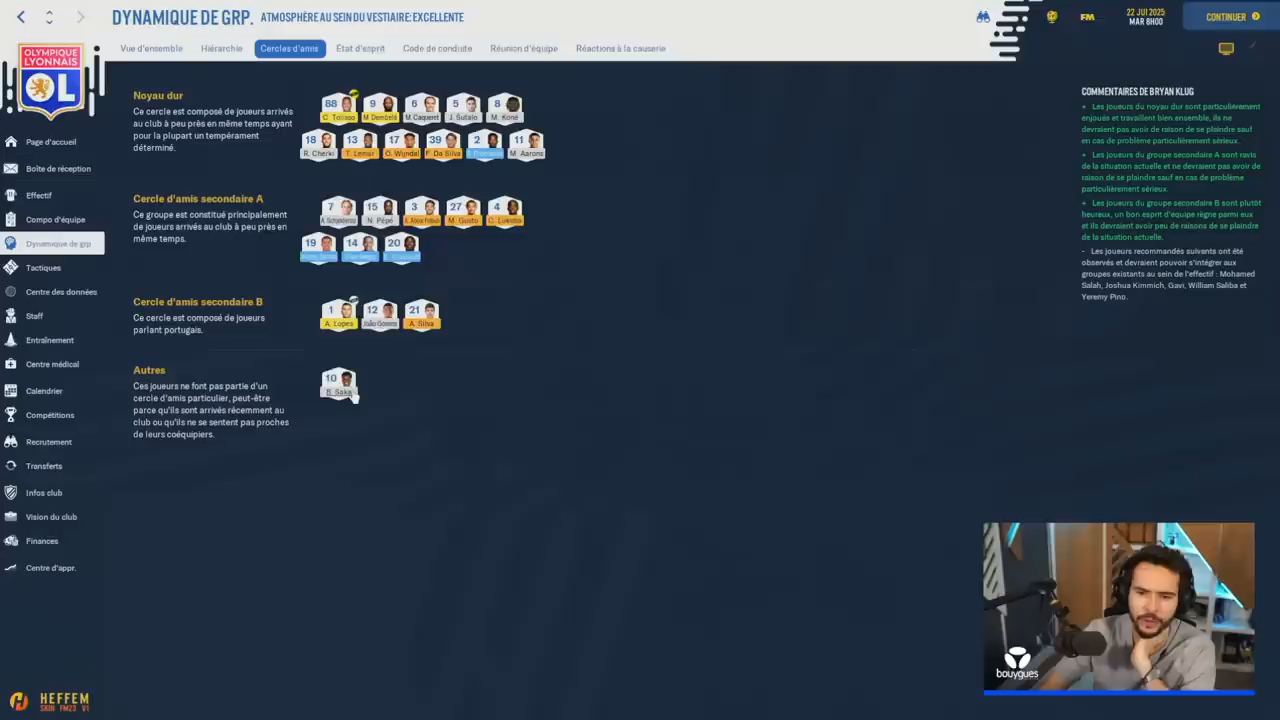 DYNAMIQUE DE GRP. ATMOSPHÈRE AU SEIN DU VESTIAIRE: EXCELLENTE
FM
22 JUI 2025
MAR 8H00
CONTINUER
OLYMPIQUE
LYONNAIS
OL
Vue d'ensemble Hiérarchie Cercles d'amis État d'esprit Code de conduite Réunion d'équipe Réactions à la causerie
Page d'accueil
Boîte de réception
Effectif
Compo d'équipe
Dynamique de grp
Tactiques
Centre des données
Staff
Entraînement
Centre médical
Calendrier
Compétitions
Recrutement
Transferts
Infos club
Vision du club
Finances
Centre d'appr.
HEFFEM
SKIN FM23 V1
Noyau dur
Ce cercle est composé de joueurs arrivés
au club à peu près en même temps ayant
pour la plupart un tempérament
déterminé.
88 9 6 5 8
C. Tolisso M. Dembélé M. Caqueret J. Sutalo M. Koné
18 13 17 39 2 11
R. Cherki T. Lemar O. Wijndal F. Da Silva M. Aarons
Cercle d'amis secondaire A
Ce groupe est constitué principalement
de joueurs arrivés au club à peu près en
même temps.
7 15 3 27 4
N. Pépé M. Gusto C. Lukeba
19 14 20
Cercle d'amis secondaire B
Ce cercle est composé de joueurs
parlant portugais.
1 12 21
A. Lopes João Gomes A. Silva
Autres
Ces joueurs ne font pas partie d'un
cercle d'amis particulier, peut-être
parce qu'ils sont arrivés récemment au
club ou qu'ils ne se sentent pas proches
de leurs coéquipiers.
10
B. Saka
COMMENTAIRES DE BRYAN KLUG
+ Les joueurs du noyau dur sont particulièrement
enjoués et travaillent bien ensemble, ils ne
devraient pas avoir de raison de se plaindre sauf
en cas de problème particulièrement sérieux.
+ Les joueurs du groupe secondaire A sont ravis
de la situation actuelle et ne devraient pas avoir de
raison de se plaindre sauf en cas de problème
particulièrement sérieux.
+ Les joueurs du groupe secondaire B sont plutôt
heureux, un bon esprit d'équipe règne parmi eux
et ils devraient avoir peu de raisons de se plaindre
de la situation actuelle.
- Les joueurs recommandés suivants ont été
observés et devraient pouvoir s'intégrer aux
groupes existants au sein de l'effectif : Mohamed
Salah, Joshua Kimmich, Gavi, William Saliba et
Yeremy Pino.
bouygues